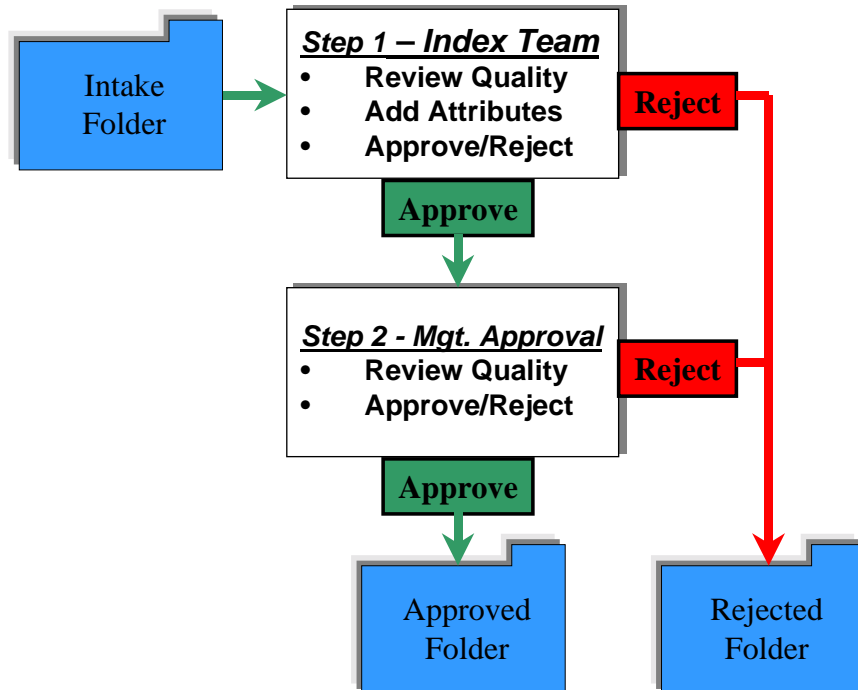 Intake
Folder
Step 1 – Index Team
• Review Quality
• Add Attributes
• Approve/Reject
Reject
Approve
Step 2 - Mgt. Approval
• Review Quality
• Approve/Reject
Reject
Approve
Approved
Folder
Rejected
Folder